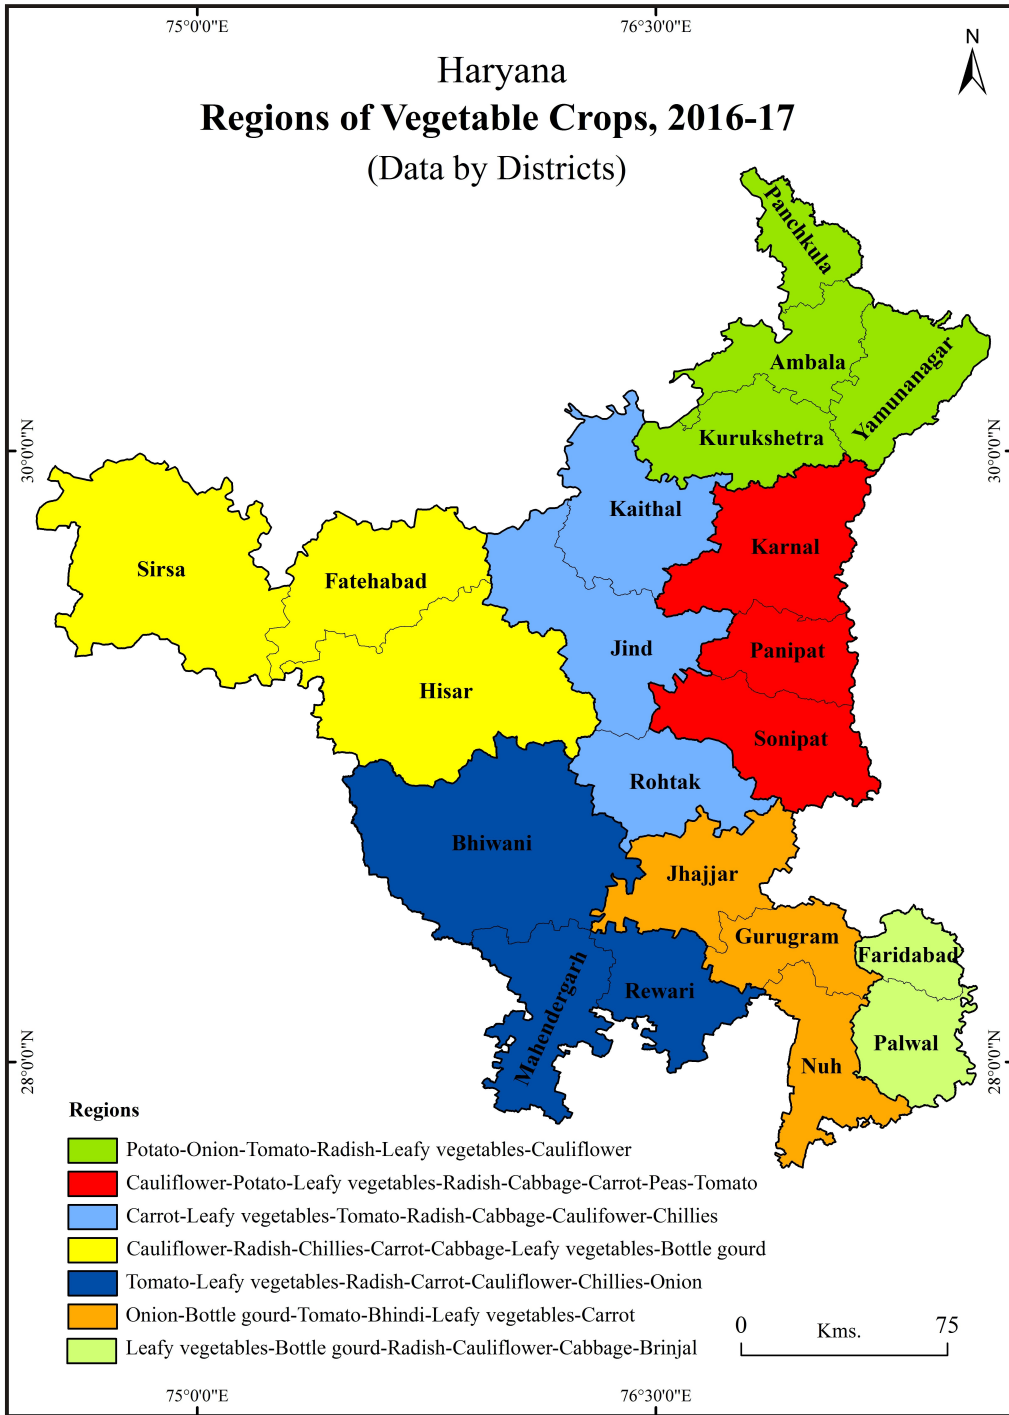 75°0'0"E
76°30'0"E
N
Haryana
Regions of Vegetable Crops, 2016-17
(Data by Districts)
Panchkula
Ambala
Yamunanagar
Kurukshetra
30°0'0"N
30°0'0"N
Kaithal
Karnal
Sirsa
Fatehabad
Jind
Panipat
Hisar
Sonipat
Rohtak
Bhiwani
Jhajjar
Gurugram
Faridabad
Mahendergarh
Rewari
Palwal
Nuh
28°0'0"N
28°0'0"N
Regions
Potato-Onion-Tomato-Radish-Leafy vegetables-Cauliflower
Cauliflower-Potato-Leafy vegetables-Radish-Cabbage-Carrot-Peas-Tomato
Carrot-Leafy vegetables-Tomato-Radish-Cabbage-Caulifower-Chillies
Cauliflower-Radish-Chillies-Carrot-Cabbage-Leafy vegetables-Bottle gourd
Tomato-Leafy vegetables-Radish-Carrot-Cauliflower-Chillies-Onion
Onion-Bottle gourd-Tomato-Bhindi-Leafy vegetables-Carrot
Leafy vegetables-Bottle gourd-Radish-Cauliflower-Cabbage-Brinjal
0 75
Kms.
75°0'0"E
76°30'0"E